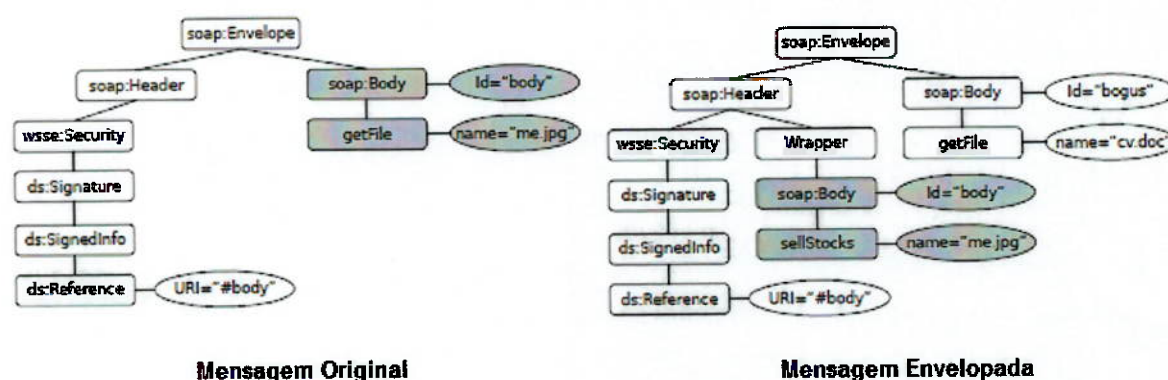 soap:Envelope
soap:Header
soap:Body
Id="body"
wsse:Security
getFile
name="me.jpg"
ds:Signature
ds:SignedInfo
ds:Reference
URI="#body"
Mensagem Original
soap:Envelope
soap:Header
soap:Body
Id="bogus"
wsse:Security
Wrapper
getFile
name="cv.doc"
ds:Signature
soap:Body
Id="body"
ds:SignedInfo
sellStocks
name="me.jpg"
ds:Reference
URI="#body"
Mensagem Envelopada